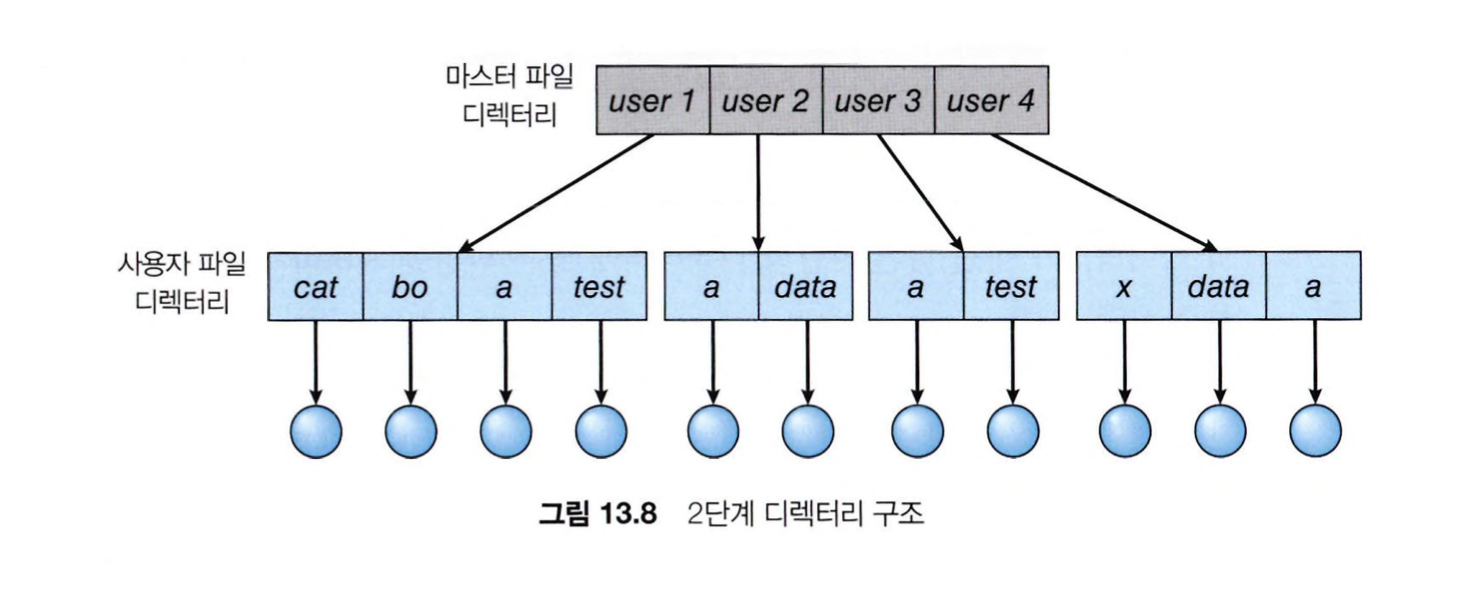 마스터 파일
디렉터리
user 1 user 2 user 3 user 4
사용자 파일
디렉터리
cat bo a test a data a test x data a
그림 13.8 2단계 디렉터리 구조